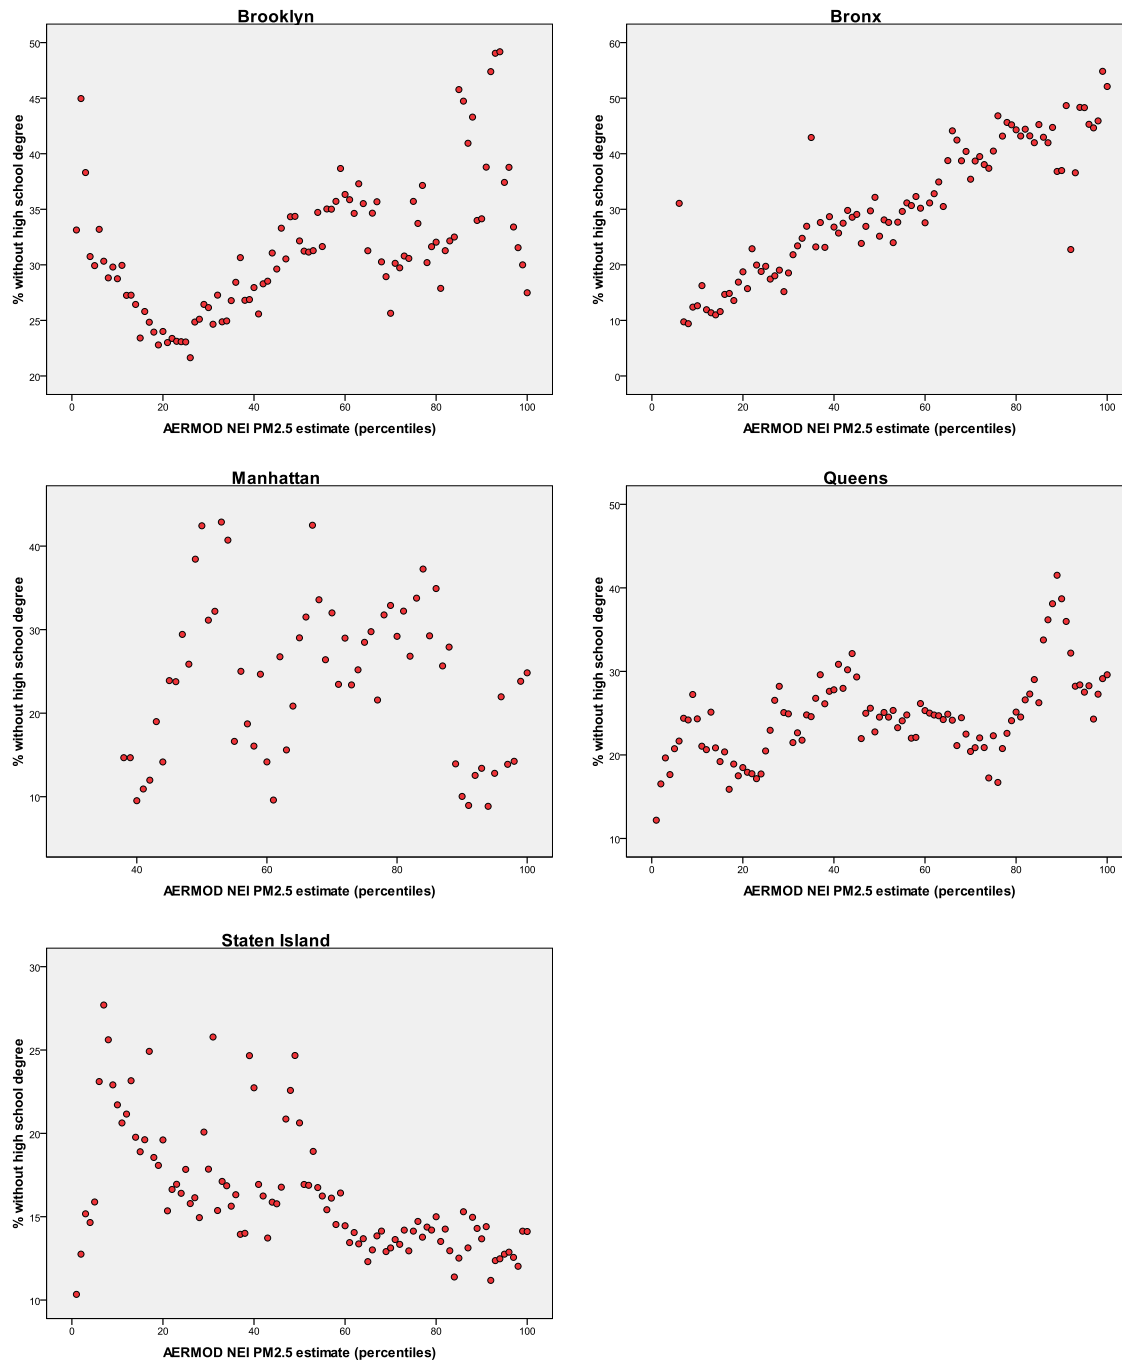 Brooklyn
% without high school degree
50
45
40
35
30
25
20
0 20 40 60 80 100
AERMOD NEI PM2.5 estimate (percentiles)
Bronx
% without high school degree
60
50
40
30
20
10
0
0 20 40 60 80 100
AERMOD NEI PM2.5 estimate (percentiles)
Manhattan
% without high school degree
40
30
20
10
40 60 80 100
AERMOD NEI PM2.5 estimate (percentiles)
Queens
% without high school degree
50
40
30
20
10
0 20 40 60 80 100
AERMOD NEI PM2.5 estimate (percentiles)
Staten Island
% without high school degree
30
25
20
15
10
0 20 40 60 80 100
AERMOD NEI PM2.5 estimate (percentiles)